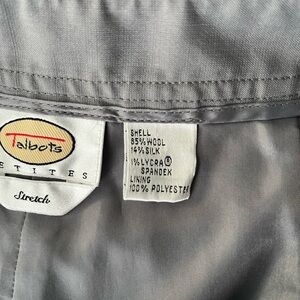 Talbots
ETITES
Stretch
SHELL
85% WOOL
14% SILK
1% LYCRA®
SPANDEX
LINING
100% POLYESTER